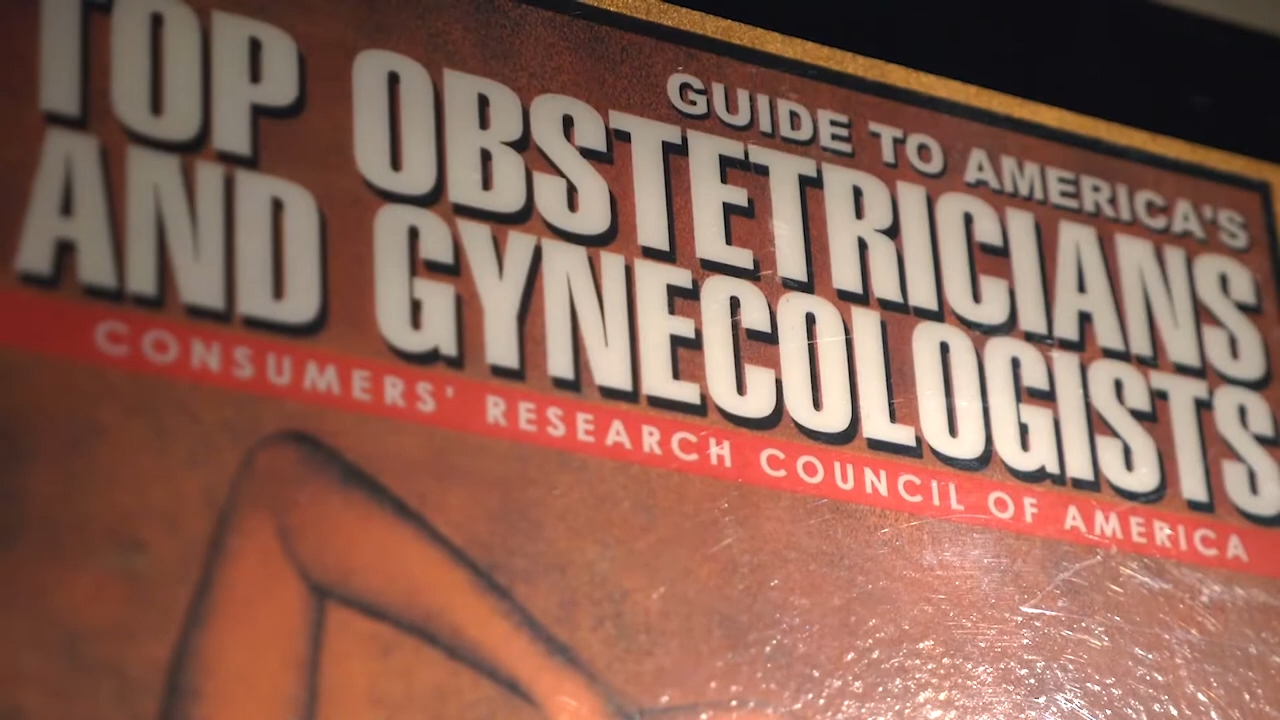 GUIDE TO AMERICA'S
TOP OBSTETRICIANS
AND GYNECOLOGISTS
CONSUMERS' RESEARCH COUNCIL OF AMERICA